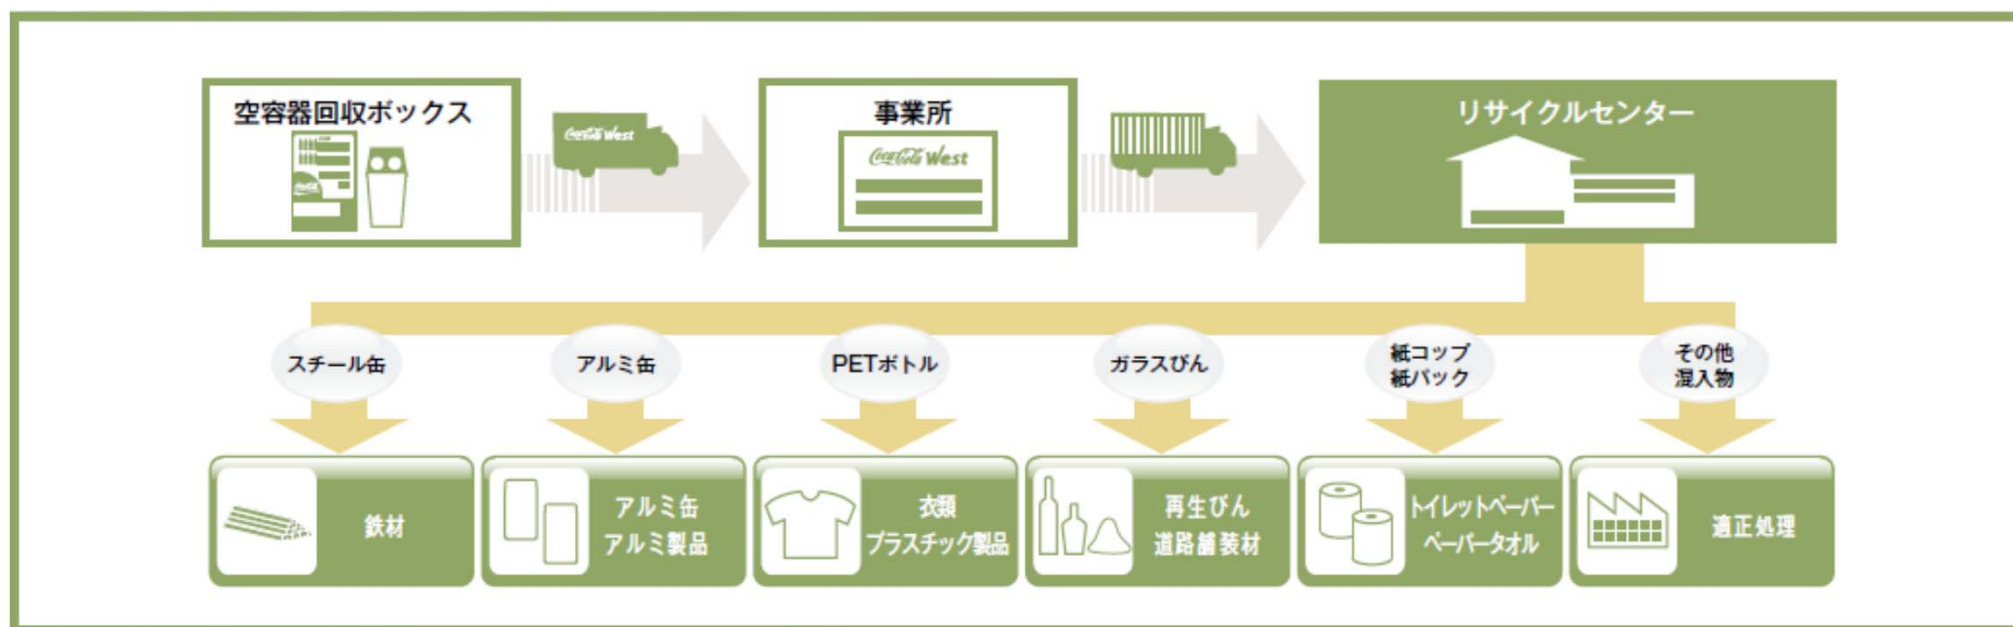 空容器回収ボックス
Coca-Cola
Coca-Cola West
事業所
Coca-Cola West
リサイクルセンター
スチール缶
アルミ缶
PETボトル
ガラスびん
紙コップ
紙パック
その他
混入物
鉄材
アルミ缶
アルミ製品
衣類
プラスチック製品
再生びん
道路舗装材
トイレットペーパー
ペーパータオル
適正処理